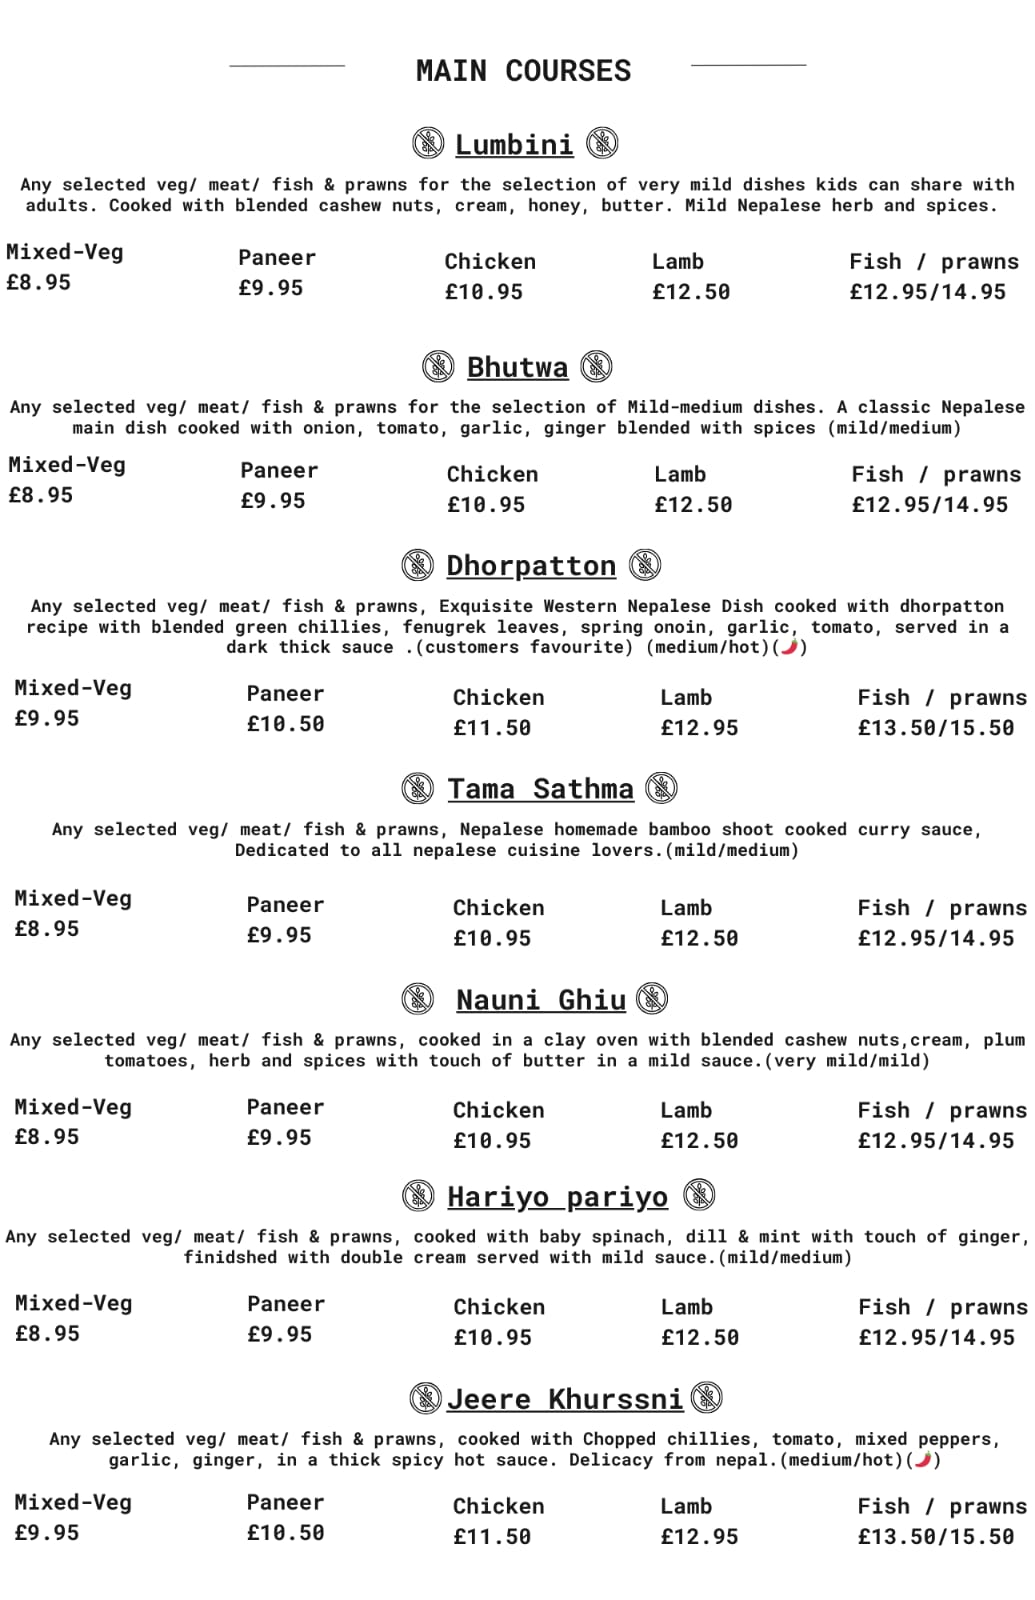 MAIN COURSES
Lumbini
Any selected veg/ meat/ fish & prawns for the selection of very mild dishes kids can share with
adults. Cooked with blended cashew nuts, cream, honey, butter. Mild Nepalese herb and spices.
Mixed-Veg Paneer Chicken Lamb Fish / prawns
£8.95 £9.95 £10.95 £12.50 £12.95/14.95
Bhutwa
Any selected veg/ meat/ fish & prawns for the selection of Mild-medium dishes. A classic Nepalese
main dish cooked with onion, tomato, garlic, ginger blended with spices (mild/medium)
Mixed-Veg Paneer Chicken Lamb Fish / prawns
£8.95 £9.95 £10.95 £12.50 £12.95/14.95
Dhorpatton
Any selected veg/ meat/ fish & prawns, Exquisite Western Nepalese Dish cooked with dhorpatton
recipe with blended green chillies, fenugrek leaves, spring onoin, garlic, tomato, served in a
dark thick sauce .(customers favourite) (medium/hot)(🌶️)
Mixed-Veg Paneer Chicken Lamb Fish / prawns
£9.95 £10.50 £11.50 £12.95 £13.50/15.50
Tama Sathma
Any selected veg/ meat/ fish & prawns, Nepalese homemade bamboo shoot cooked curry sauce,
Dedicated to all nepalese cuisine lovers.(mild/medium)
Mixed-Veg Paneer Chicken Lamb Fish / prawns
£8.95 £9.95 £10.95 £12.50 £12.95/14.95
Nauni Ghiu
Any selected veg/ meat/ fish & prawns, cooked in a clay oven with blended cashew nuts,cream, plum
tomatoes, herb and spices with touch of butter in a mild sauce.(very mild/mild)
Mixed-Veg Paneer Chicken Lamb Fish / prawns
£8.95 £9.95 £10.95 £12.50 £12.95/14.95
Hariyo pariyo
Any selected veg/ meat/ fish & prawns, cooked with baby spinach, dill & mint with touch of ginger,
finidshed with double cream served with mild sauce.(mild/medium)
Mixed-Veg Paneer Chicken Lamb Fish / prawns
£8.95 £9.95 £10.95 £12.50 £12.95/14.95
Jeere Khurssni
Any selected veg/ meat/ fish & prawns, cooked with Chopped chillies, tomato, mixed peppers,
garlic, ginger, in a thick spicy hot sauce. Delicacy from nepal.(medium/hot)(🌶️)
Mixed-Veg Paneer Chicken Lamb Fish / prawns
£9.95 £10.50 £11.50 £12.95 £13.50/15.50